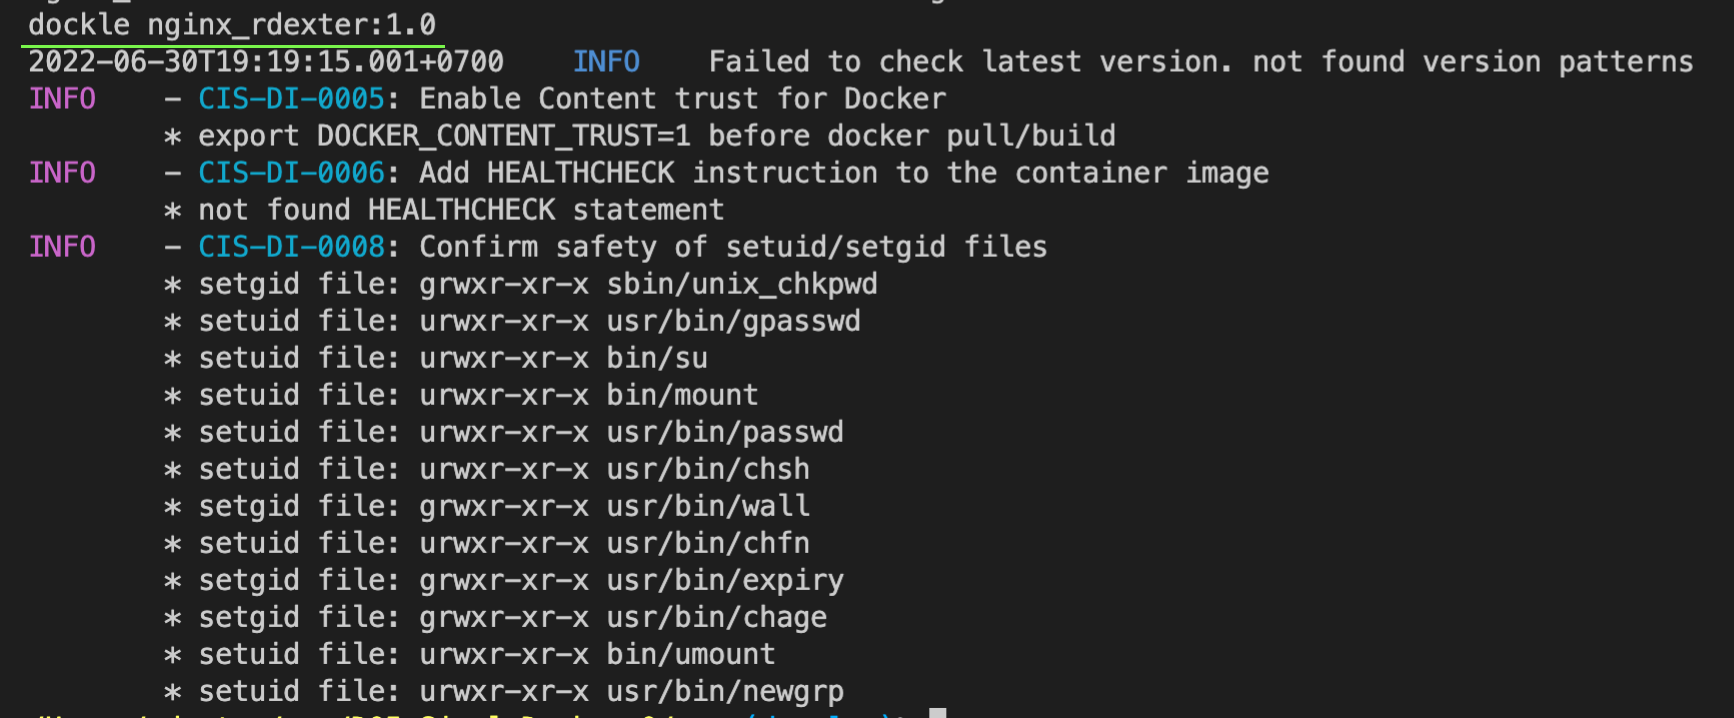 dockle nginx_rdexter:1.0
2022-06-30T19:19:15.001+0700 INFO Failed to check latest version. not found version patterns
INFO - CIS-DI-0005: Enable Content trust for Docker
* export DOCKER_CONTENT_TRUST=1 before docker pull/build
INFO - CIS-DI-0006: Add HEALTHCHECK instruction to the container image
* not found HEALTHCHECK statement
INFO - CIS-DI-0008: Confirm safety of setuid/setgid files
* setgid file: grwxr-xr-x sbin/unix_chkpwd
* setuid file: urwxr-xr-x usr/bin/gpasswd
* setuid file: urwxr-xr-x bin/su
* setuid file: urwxr-xr-x bin/mount
* setuid file: urwxr-xr-x usr/bin/passwd
* setuid file: urwxr-xr-x usr/bin/chsh
* setgid file: grwxr-xr-x usr/bin/wall
* setuid file: urwxr-xr-x usr/bin/chfn
* setgid file: grwxr-xr-x usr/bin/expiry
* setgid file: grwxr-xr-x usr/bin/chage
* setuid file: urwxr-xr-x bin/umount
* setuid file: urwxr-xr-x usr/bin/newgrp